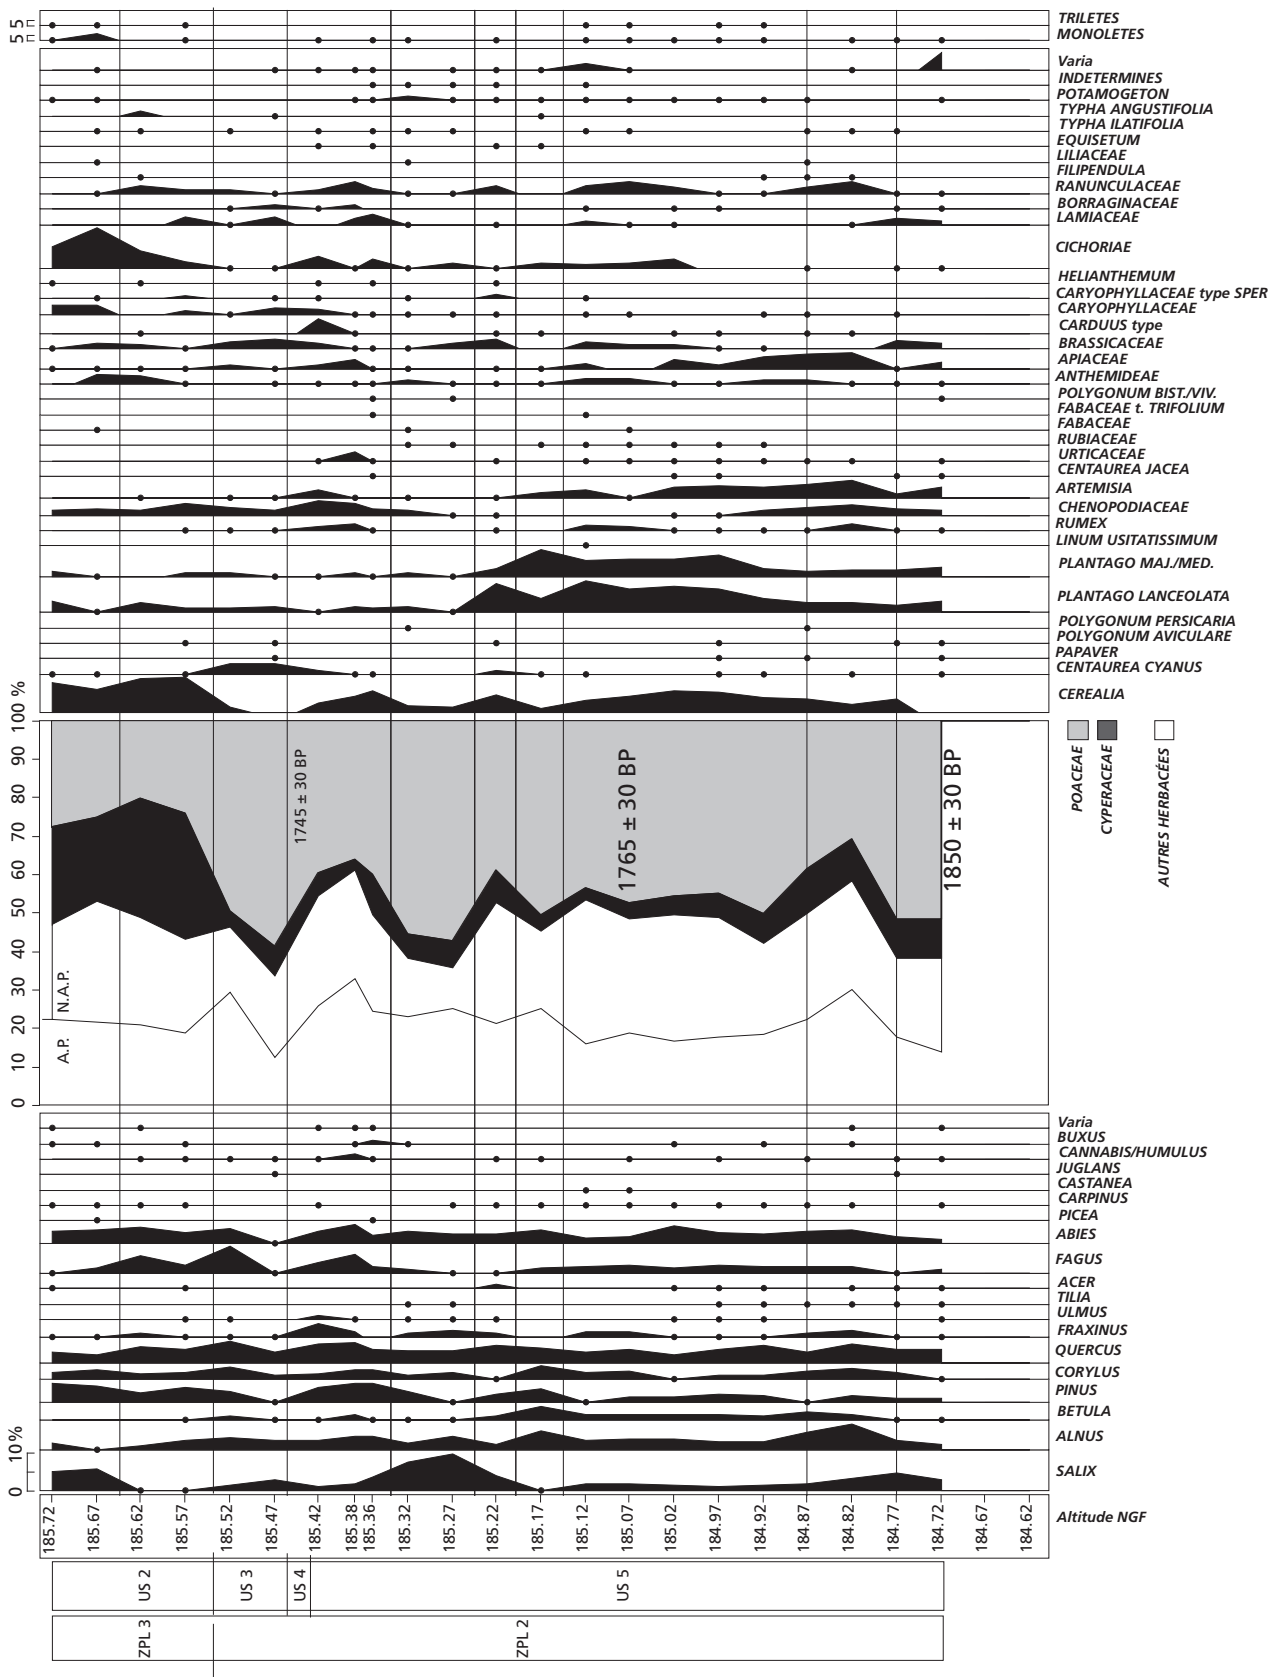 5 5
TRILETES
MONOLETES
Varia
INDETERMINES
POTAMOGETON
TYPHA ANGUSTIFOLIA
TYPHA ILATIFOLIA
EQUISETUM
LILIACEAE
FILIPENDULA
RANUNCULACEAE
BORRAGINACEAE
LAMIACEAE
CICHORIAE
HELIANTHEMUM
CARYOPHYLLACEAE type SPER
CARYOPHYLLACEAE
CARDUUS type
BRASSICACEAE
APIACEAE
ANTHEMIDEAE
POLYGONUM BIST./VIV.
FABACEAE t. TRIFOLIUM
FABACEAE
RUBIACEAE
URTICACEAE
CENTAUREA JACEA
ARTEMISIA
CHENOPODIACEAE
RUMEX
LINUM USITATISSIMUM
PLANTAGO MAJ./MED.
PLANTAGO LANCEOLATA
POLYGONUM PERSICARIA
POLYGONUM AVICULARE
PAPAVER
CENTAUREA CYANUS
CEREALIA
100 %
100
90
80
70
60
50
40
30
20
10
0
N.A.P.
A.P.
1745 ± 30 BP
1765 ± 30 BP
1850 ± 30 BP
POACEAE
CYPERACEAE
AUTRES HERBACÉES
Varia
BUXUS
CANNABIS/HUMULUS
JUGLANS
CASTANEA
CARPINUS
PICEA
ABIES
FAGUS
ACER
TILIA
ULMUS
FRAXINUS
QUERCUS
CORYLUS
PINUS
BETULA
ALNUS
SALIX
10%
0
185.72
185.67
185.62
185.57
185.52
185.47
185.42
185.38
185.36
185.32
185.27
185.22
185.17
185.12
185.07
185.02
184.97
184.92
184.87
184.82
184.77
184.72
184.67
184.62
Altitude NGF
US 2
US 3
US 4
US 5
ZPL 3
ZPL 2